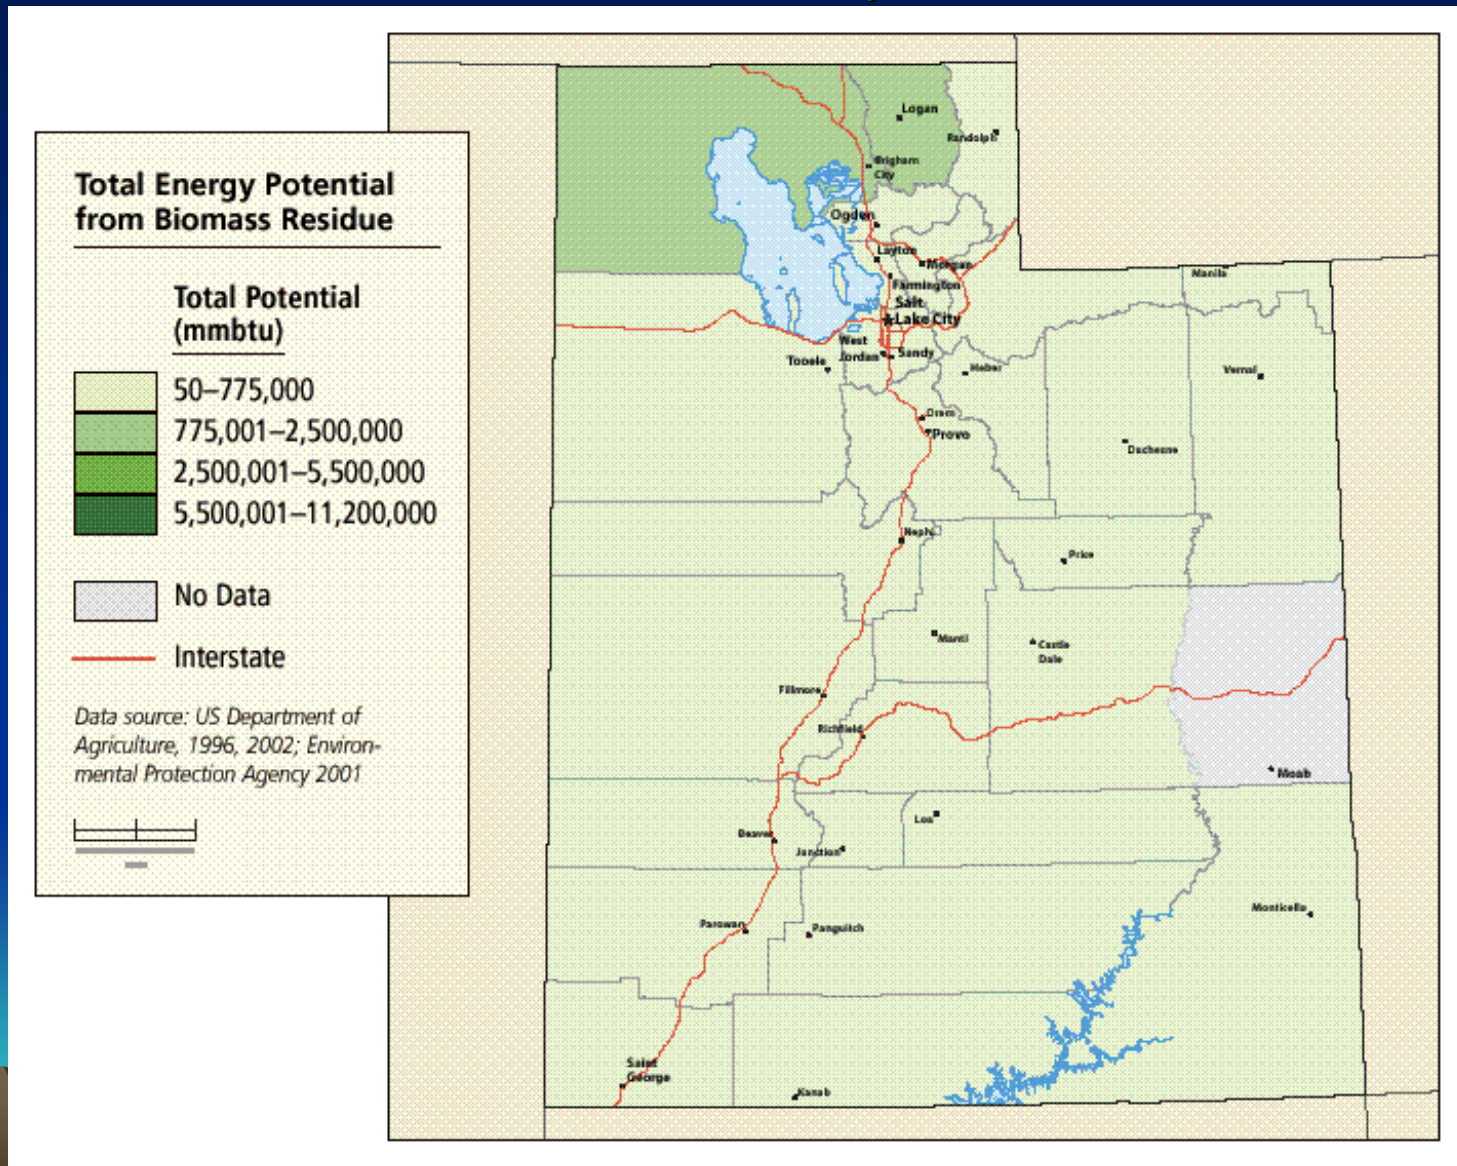 Total Energy Potential
from Biomass Residue
Total Potential
(mmbtu)
50–775,000
775,001–2,500,000
2,500,001–5,500,000
5,500,001–11,200,000
No Data
Interstate
Data source: US Department of
Agriculture, 1996, 2002; Environ-
mental Protection Agency 2001
Logan
Randolph
Brigham
City
Ogden
Layton
Morgan
Farmington
Salt
Lake City
West
Jordan
Sandy
Tooele
Heber
Manila
Vernal
Orem
Provo
Duchesne
Nephi
Price
Manti
Castle
Dale
Fillmore
Richfield
Moab
Beaver
Loa
Junction
Parowan
Panguitch
Monticello
Saint
George
Kanab